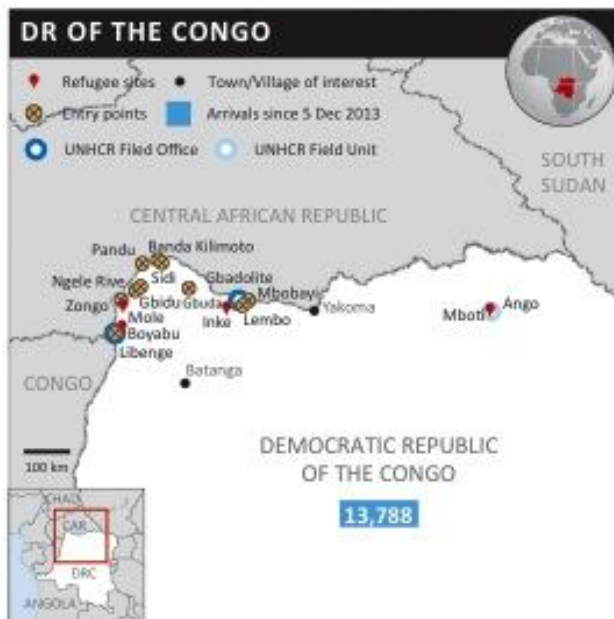 DR OF THE CONGO
Refugee sites
Town/Village of interest
Entry points
Arrivals since 5 Dec 2013
UNHCR Filed Office
UNHCR Field Unit
SOUTH
SUDAN
CENTRAL AFRICAN REPUBLIC
Pandu
Banda Kilimoto
Ngele Rive
Sidi
Gbadolite
Zongo
Gbidu
Gbuda
Mbobayi
Mole
Inke
Lembo
Yakoma
Mboti
Ango
Boyabu
Libenge
CONGO
Batanga
100 km
DEMOCRATIC REPUBLIC
OF THE CONGO
13,788
CHAD
CAR
DRC
ANGOLA